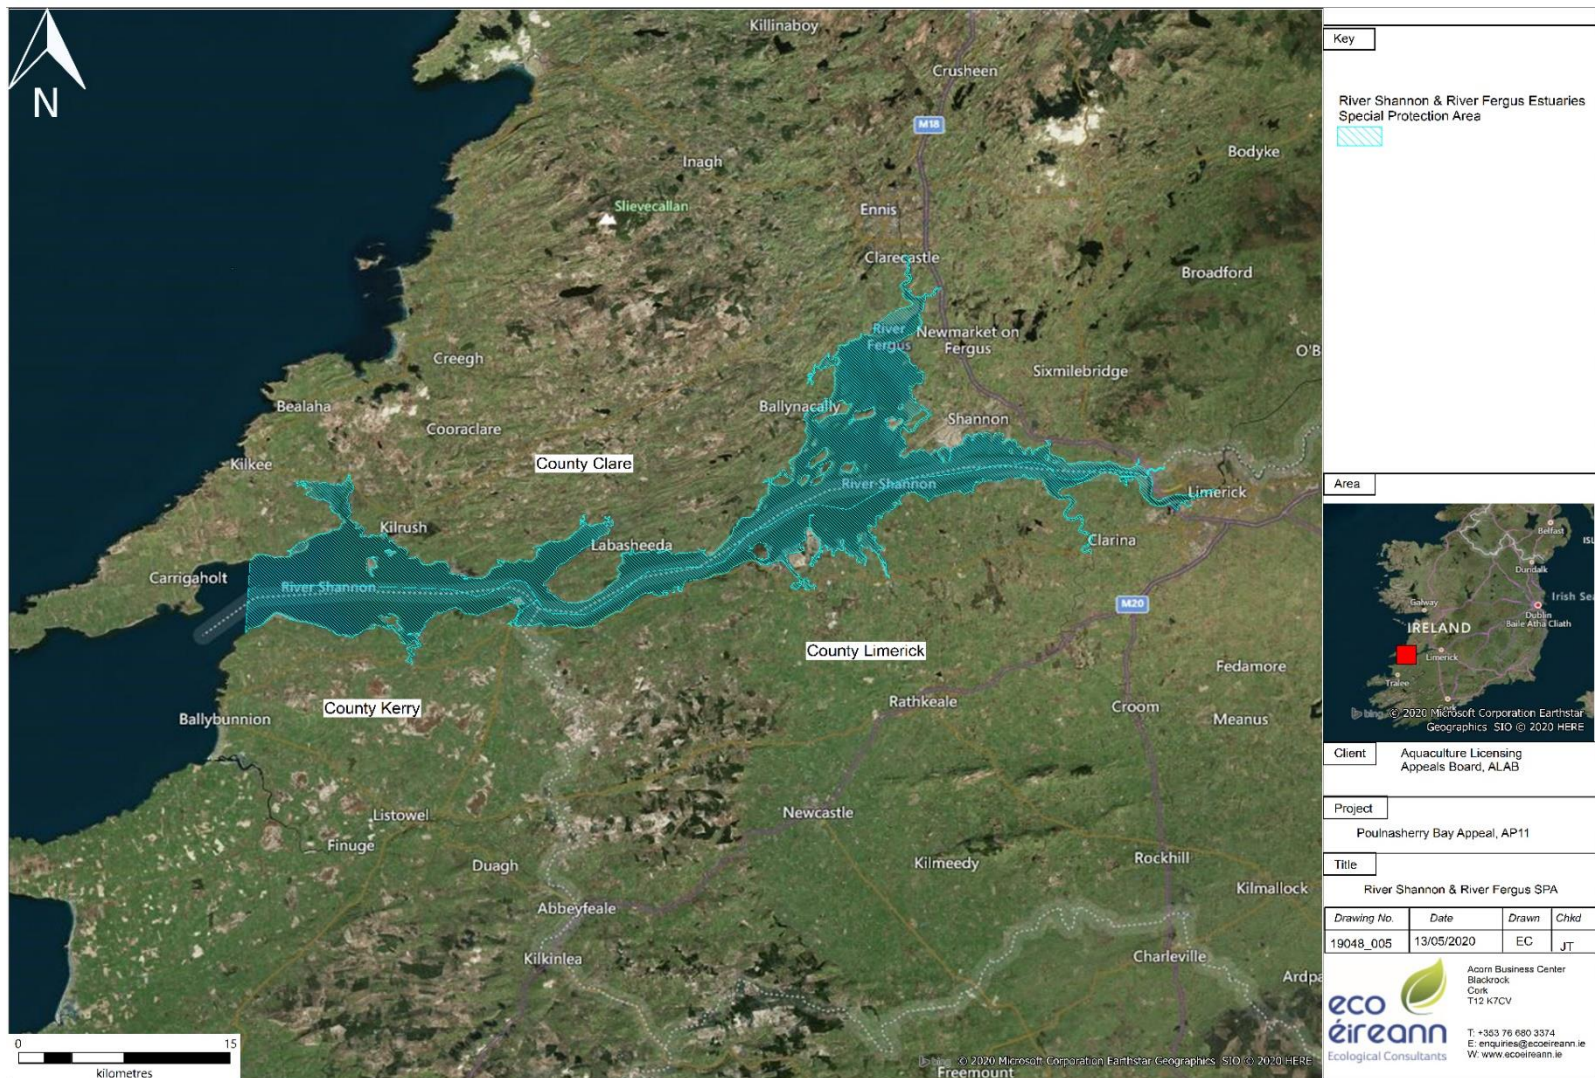 N
Killinaboy
Crusheen
M18
Bodyke
Inagh
Slievecallan
Ennis
Clarecastle
Broadford
River
Fergus
Newmarket on
Fergus
O'B
Creegh
Sixmilebridge
Bealaha
Ballynacally
Shannon
Cooraclare
County Clare
Kilkee
River Shannon
Limerick
Kilrush
Labasheeda
Clarina
Carrigaholt
River Shannon
M20
County Limerick
Fedamore
County Kerry
Rathkeale
Croom
Meanus
Ballybunnion
Listowel
Newcastle
Finuge
Duagh
Kilmeedy
Rockhill
Kilmallock
Abbeyfeale
Kilkinlea
Charleville
Ardpa
Freemount
0 15
kilometres
bing © 2020 Microsoft Corporation Earthstar Geographics SIO © 2020 HERE
Key
River Shannon & River Fergus Estuaries
Special Protection Area
Area
Belfast
ISL
Dundalk
Irish Sea
Galway
Dublin
Baile Atha Cliath
IRELAND
Limerick
Tralee
Cork
bing © 2020 Microsoft Corporation Earthstar
Geographics SIO © 2020 HERE
Client
Aquaculture Licensing
Appeals Board, ALAB
Project
Poulnasherry Bay Appeal, AP11
Title
River Shannon & River Fergus SPA
Drawing No. Date Drawn Chkd
19048_005 13/05/2020 EC JT
eco
éireann
Ecological Consultants
Acorn Business Center
Blackrock
Cork
T12 K7CV
T: +353 76 680 3374
E: enquiries@ecoeireann.ie
W: www.ecoeireann.ie